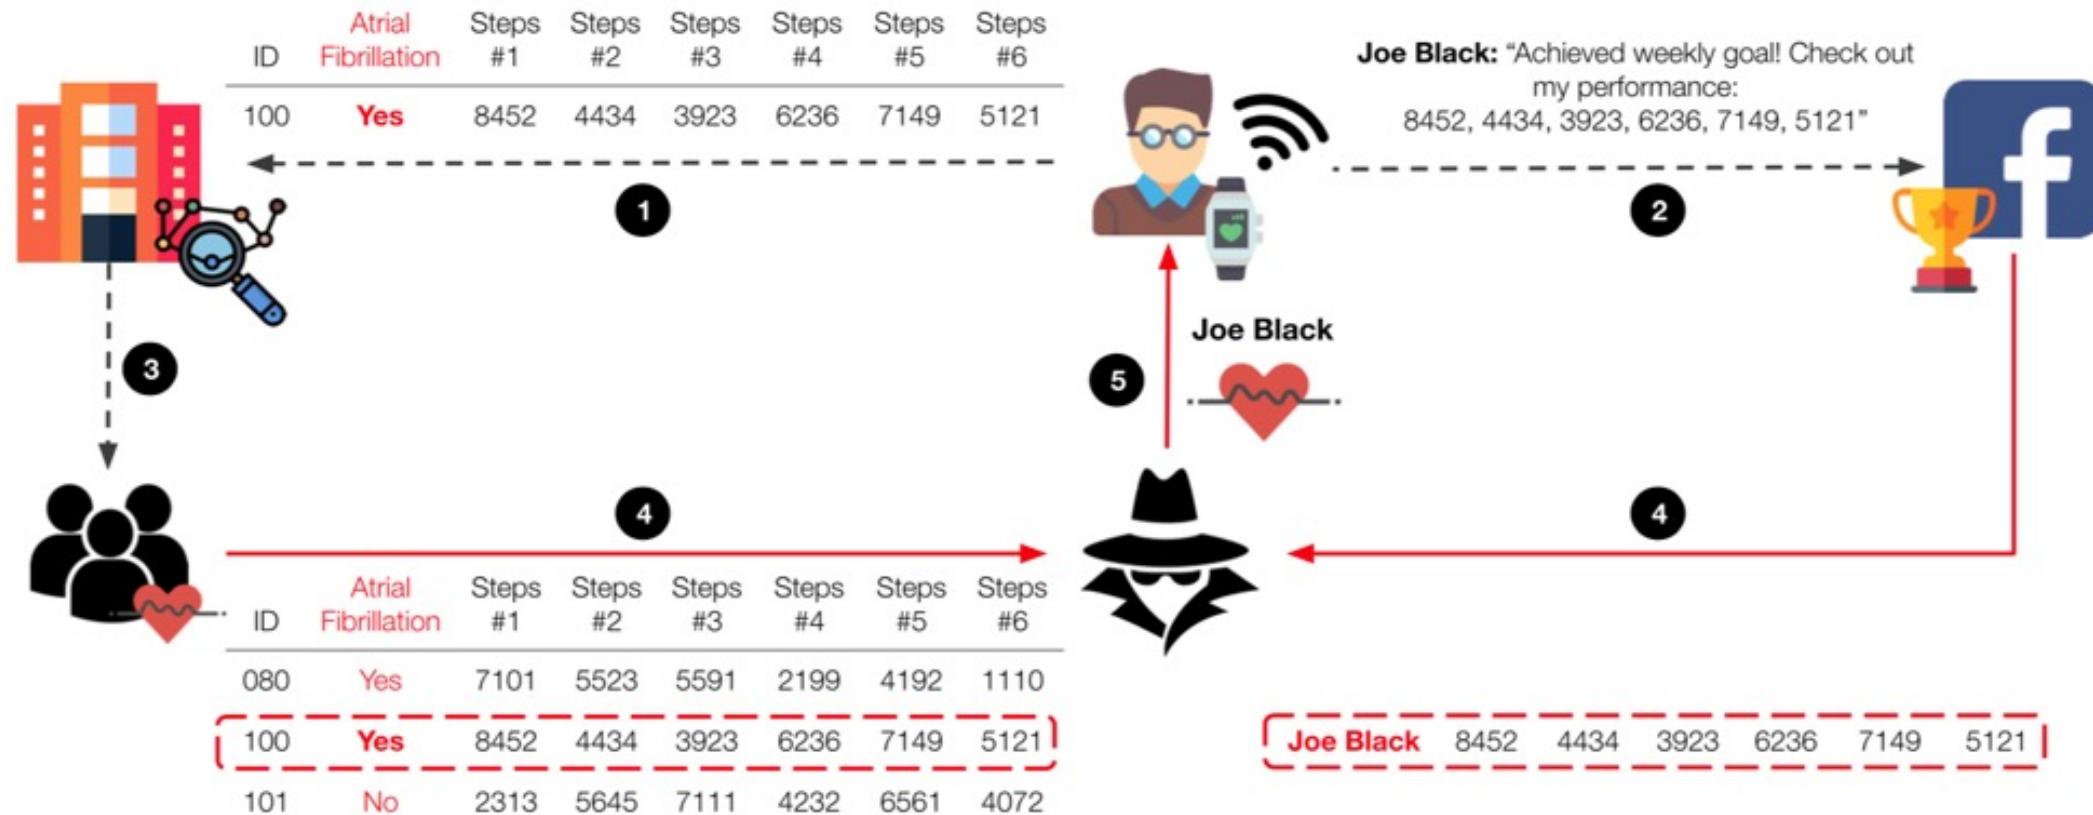 ID Atrial Fibrillation Steps #1 Steps #2 Steps #3 Steps #4 Steps #5 Steps #6
100 Yes 8452 4434 3923 6236 7149 5121
1
Joe Black: “Achieved weekly goal! Check out
my performance:
8452, 4434, 3923, 6236, 7149, 5121”
2
f
3
Joe Black
5
4
4
ID Atrial Fibrillation Steps #1 Steps #2 Steps #3 Steps #4 Steps #5 Steps #6
080 Yes 7101 5523 5591 2199 4192 1110
100 Yes 8452 4434 3923 6236 7149 5121
101 No 2313 5645 7111 4232 6561 4072
Joe Black 8452 4434 3923 6236 7149 5121